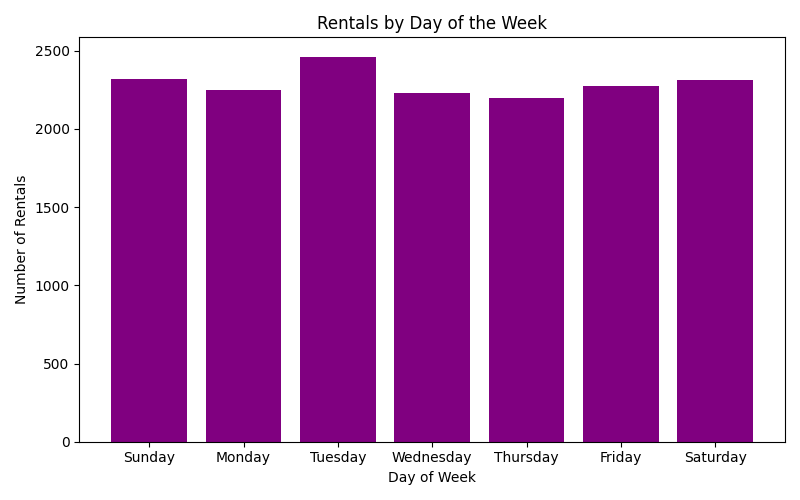 Rentals by Day of the Week
2500
2000
1500
1000
500
0
Number of Rentals
Sunday Monday Tuesday Wednesday Thursday Friday Saturday
Day of Week